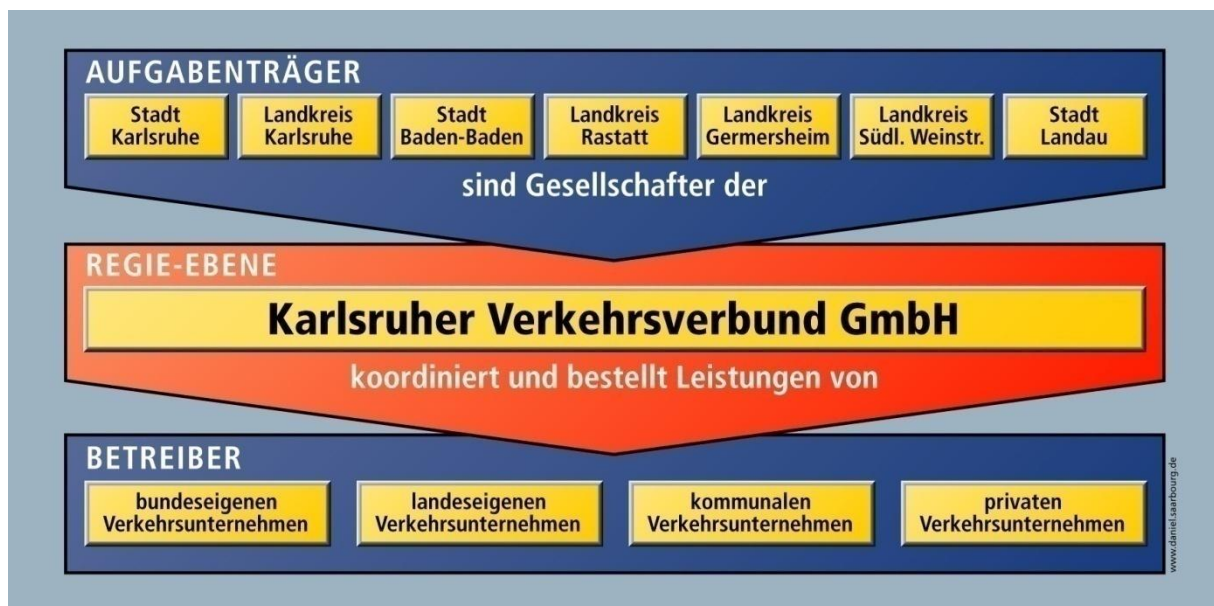 AUFGABENTRÄGER
Stadt
Karlsruhe
Landkreis
Karlsruhe
Stadt
Baden-Baden
Landkreis
Rastatt
Landkreis
Germersheim
Landkreis
Südl. Weinstr.
Stadt
Landau
sind Gesellschafter der
REGIE-EBENE
Karlsruher Verkehrsverbund GmbH
koordiniert und bestellt Leistungen von
BETREIBER
bundeseigenen
Verkehrsunternehmen
landeseigenen
Verkehrsunternehmen
kommunalen
Verkehrsunternehmen
privaten
Verkehrsunternehmen
www.daniel.saarbourg.de